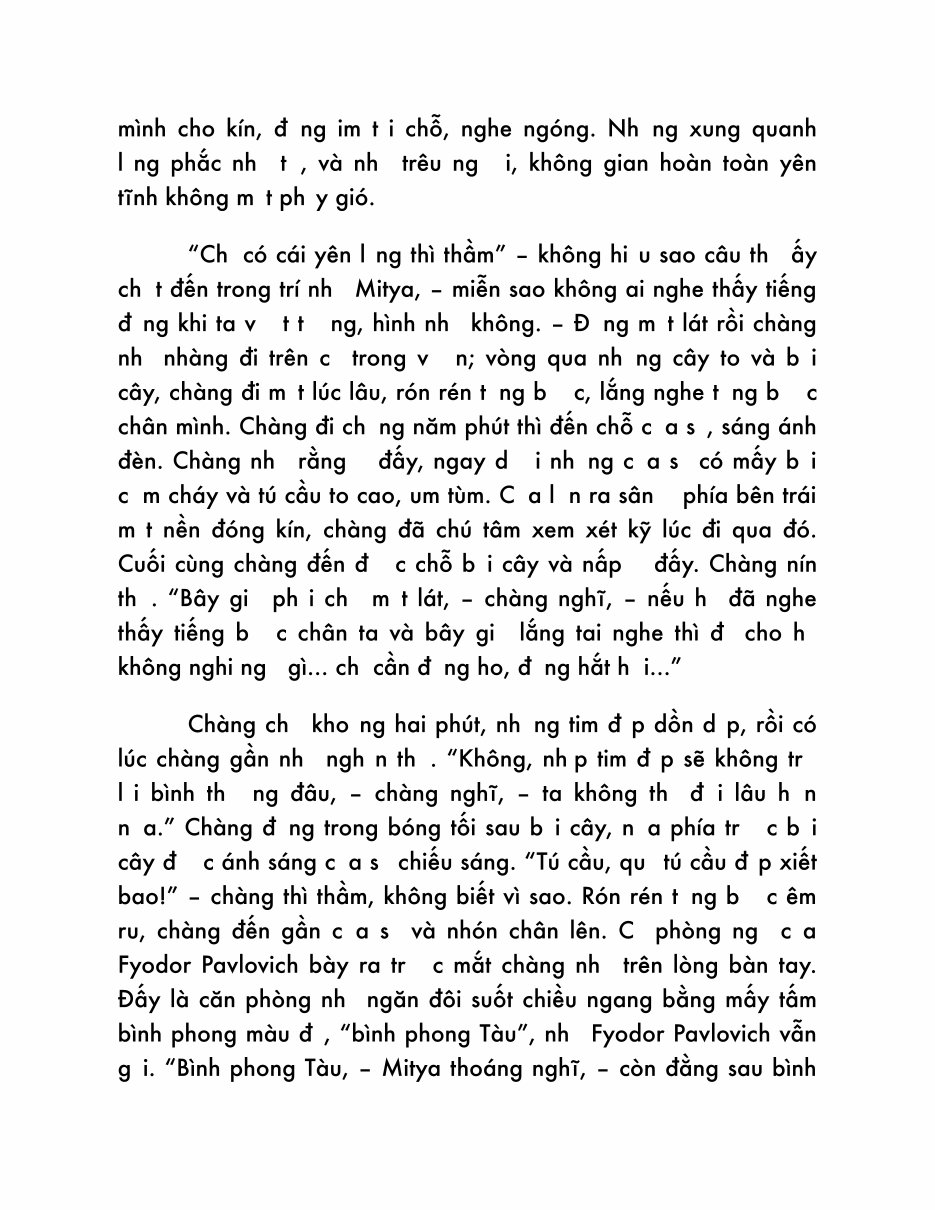 mình cho kín, đ ng im t i chỗ, nghe ngóng. Nh ng xung quanh
l ng phắc nh t , và nh trêu ng i, không gian hoàn toàn yên
tĩnh không m t ph y gió.
“Ch có cái yên l ng thì thầm” – không hi u sao câu th ấy
ch t đến trong trí nh Mitya, – miễn sao không ai nghe thấy tiếng
đ ng khi ta v t t ng, hình nh không. – Đ ng m t lát rồi chàng
nh nhàng đi trên c trong v n; vòng qua nh ng cây to và b i
cây, chàng đi m t lúc lâu, rón rén t ng b c, lắng nghe t ng b c
chân mình. Chàng đi ch ng năm phút thì đến chỗ c a s , sáng ánh
đèn. Chàng nh rằng đấy, ngay d i nh ng c a s có mấy b i
c m cháy và tú cầu to cao, um tùm. C a l n ra sân phía bên trái
m t nền đóng kín, chàng đã chú tâm xem xét kỹ lúc đi qua đó.
Cuối cùng chàng đến đ c chỗ b i cây và nấp đấy. Chàng nín
th . “Bây gi ph i ch m t lát, – chàng nghĩ, – nếu h đã nghe
thấy tiếng b c chân ta và bây gi lắng tai nghe thì đ cho h
không nghi ng gì... ch cần đ ng ho, đ ng hắt h i...”
Chàng ch kho ng hai phút, nh ng tim đ p dồn d p, rồi có
lúc chàng gần nh ngh n th . “Không, nh p tim đ p sẽ không tr
l i bình th ng đâu, – chàng nghĩ, – ta không th đ i lâu h n
n a.” Chàng đ ng trong bóng tối sau b i cây, n a phía tr c b i
cây đ c ánh sáng c a s chiếu sáng. “Tú cầu, qu tú cầu đ p xiết
bao!” – chàng thì thầm, không biết vì sao. Rón rén t ng b c êm
ru, chàng đến gần c a s và nhón chân lên. C phòng ng c a
Fyodor Pavlovich bày ra tr c mắt chàng nh trên lòng bàn tay.
Đấy là căn phòng nh ngăn đôi suốt chiều ngang bằng mấy tấm
bình phong màu đ , “bình phong Tàu”, nh Fyodor Pavlovich vẫn
g i. “Bình phong Tàu, – Mitya thoáng nghĩ, – còn đằng sau bình